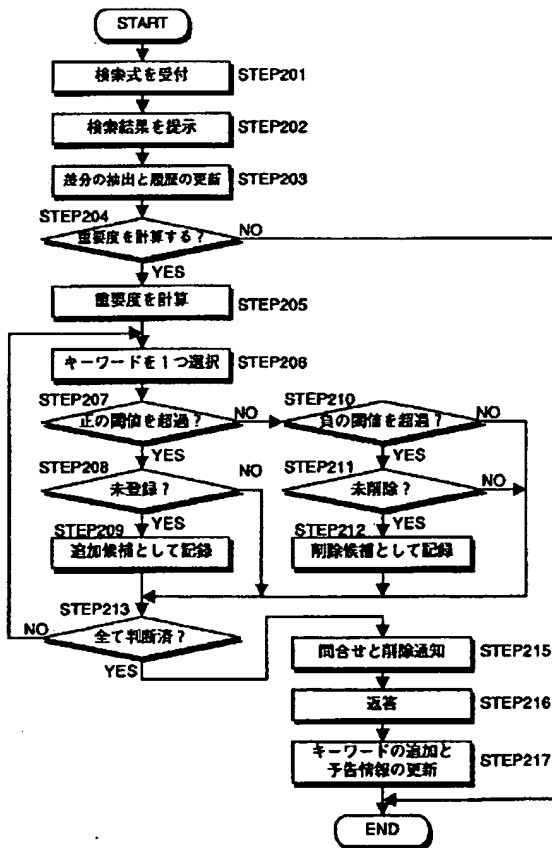 START
検索式を受付
STEP201
検索結果を提示
STEP202
差分の抽出と履歴の更新
STEP203
STEP204
重要度を計算する?
NO
YES
重要度を計算
STEP205
キーワードを1つ選択
STEP206
STEP207
正の閾値を超過?
NO
YES
STEP210
負の閾値を超過?
NO
YES
STEP208
未登録?
NO
YES
STEP211
未削除?
NO
YES
STEP209
追加候補として記録
STEP212
削除候補として記録
STEP213
全て判断済?
NO
YES
問合せと削除通知
STEP215
返答
STEP216
キーワードの追加と
予告情報の更新
STEP217
END